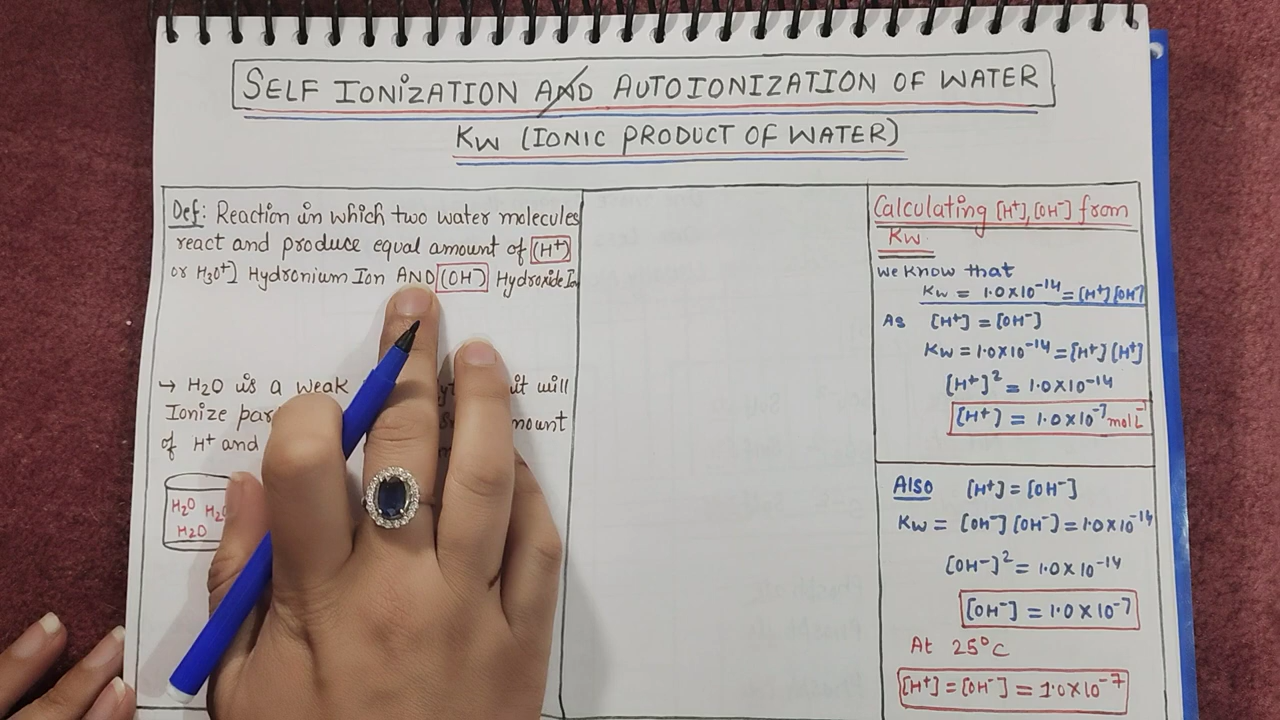 SELF IONIZATION AND AUTOIONIZATION OF WATER
KW (IONIC PRODUCT OF WATER)
Def: Reaction in which two water molecules
react and produce equal amount of (H⁺)
or H₃O⁺] Hydronium Ion AND (OH⁻) Hydroxide Ion
→ H₂O is a weak it will
Ionize
of H⁺ and
H₂O
H₂O
Calculating [H⁺],[OH⁻] from
KW.
We know that
KW = 1.0×10⁻¹⁴ = [H⁺][OH⁻]
As [H⁺] = [OH⁻]
KW = 1.0×10⁻¹⁴ = [H⁺][H⁺]
[H⁺]² = 1.0×10⁻¹⁴
[H⁺] = 1.0×10⁻⁷ mol L⁻
Also [H⁺] = [OH⁻]
KW = [OH⁻][OH⁻] = 1.0×10⁻¹⁴
[OH⁻]² = 1.0×10⁻¹⁴
[OH⁻] = 1.0×10⁻⁷
At 25°C
[H⁺] = [OH⁻] = 1.0×10⁻⁷